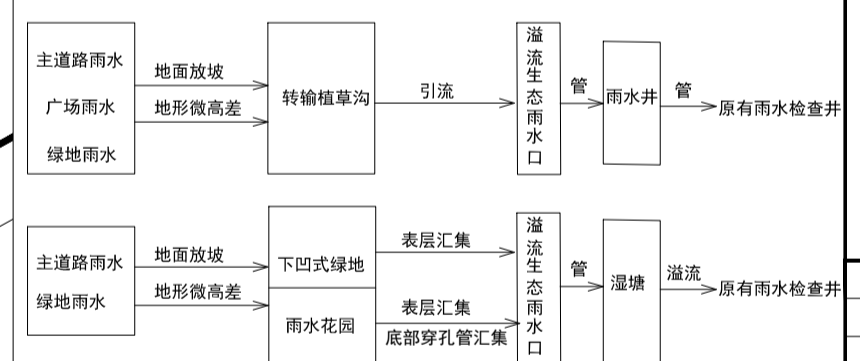 主道路雨水
广场雨水
绿地雨水
地面放坡
地形微高差
转输植草沟
引流
溢流生态雨水口
管
雨水井
管
原有雨水检查井
主道路雨水
绿地雨水
地面放坡
地形微高差
下凹式绿地
雨水花园
表层汇集
表层汇集
底部穿孔管汇集
溢流生态雨水口
管
湿塘
溢流
原有雨水检查井